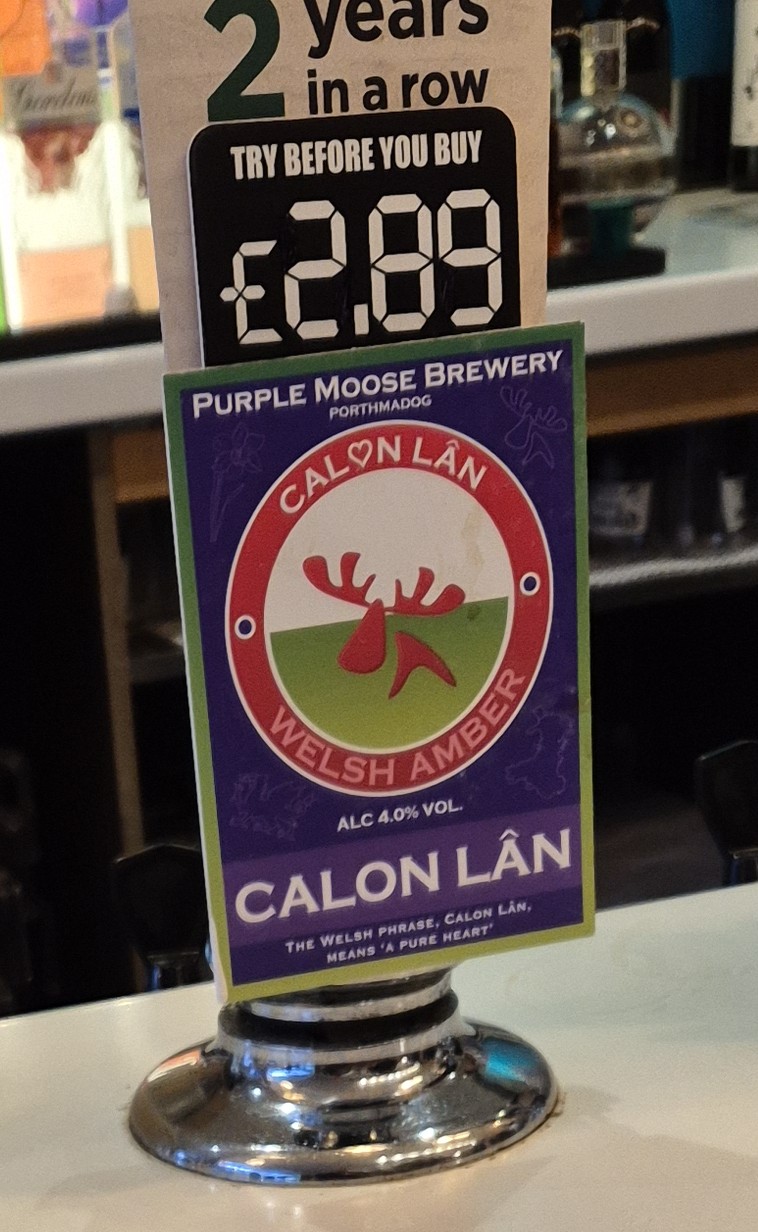 2 years
in a row
Gordon's
TRY BEFORE YOU BUY
£2.89
PURPLE MOOSE BREWERY
PORTHMADOG
CALON LÂN
WELSH AMBER
ALC 4.0% VOL.
CALON LÂN
THE WELSH PHRASE, CALON LÂN,
MEANS 'A PURE HEART'